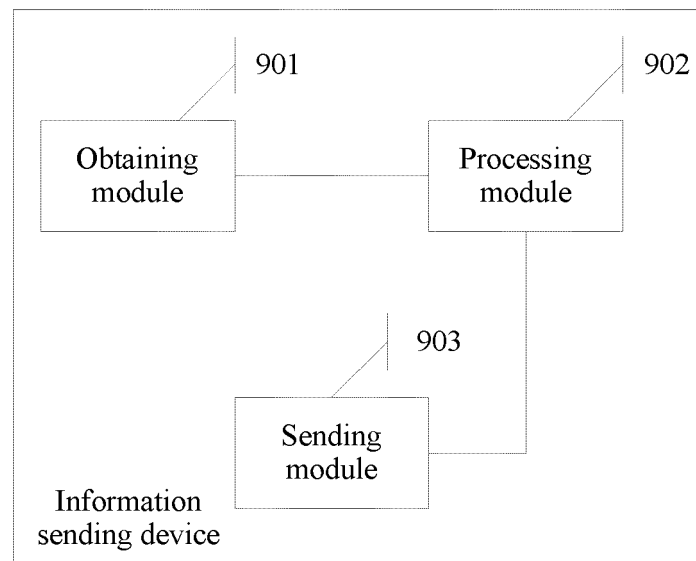 901
902
Obtaining
module
Processing
module
903
Sending
module
Information
sending device